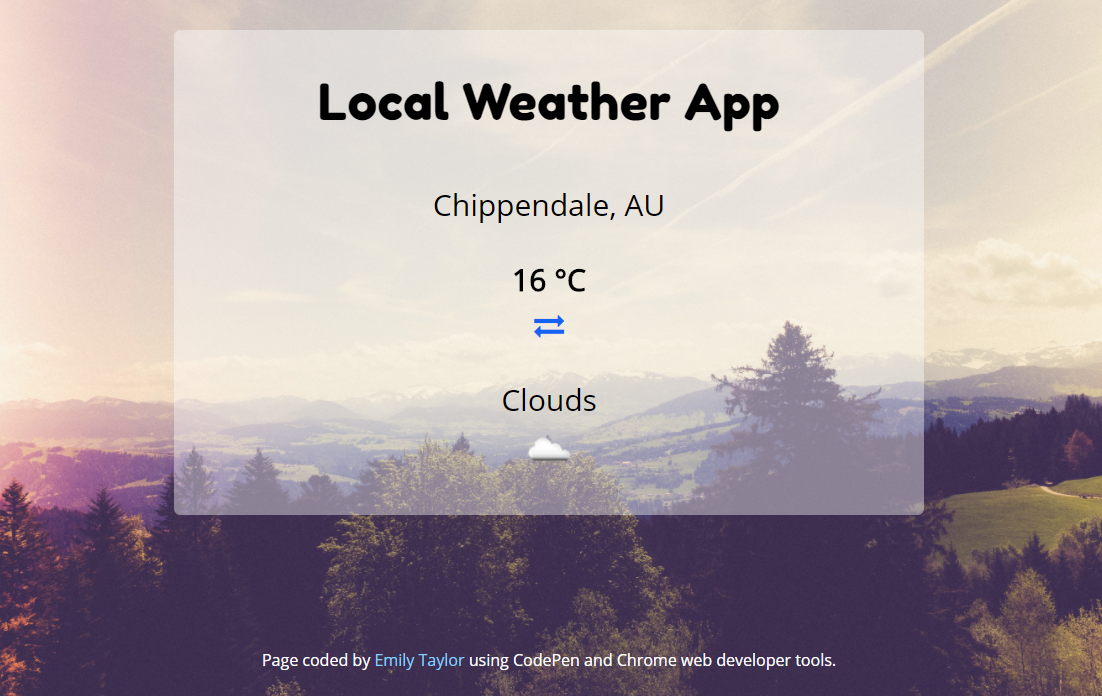 Local Weather App
Chippendale, AU
16 °C
Clouds
Page coded by Emily Taylor using CodePen and Chrome web developer tools.